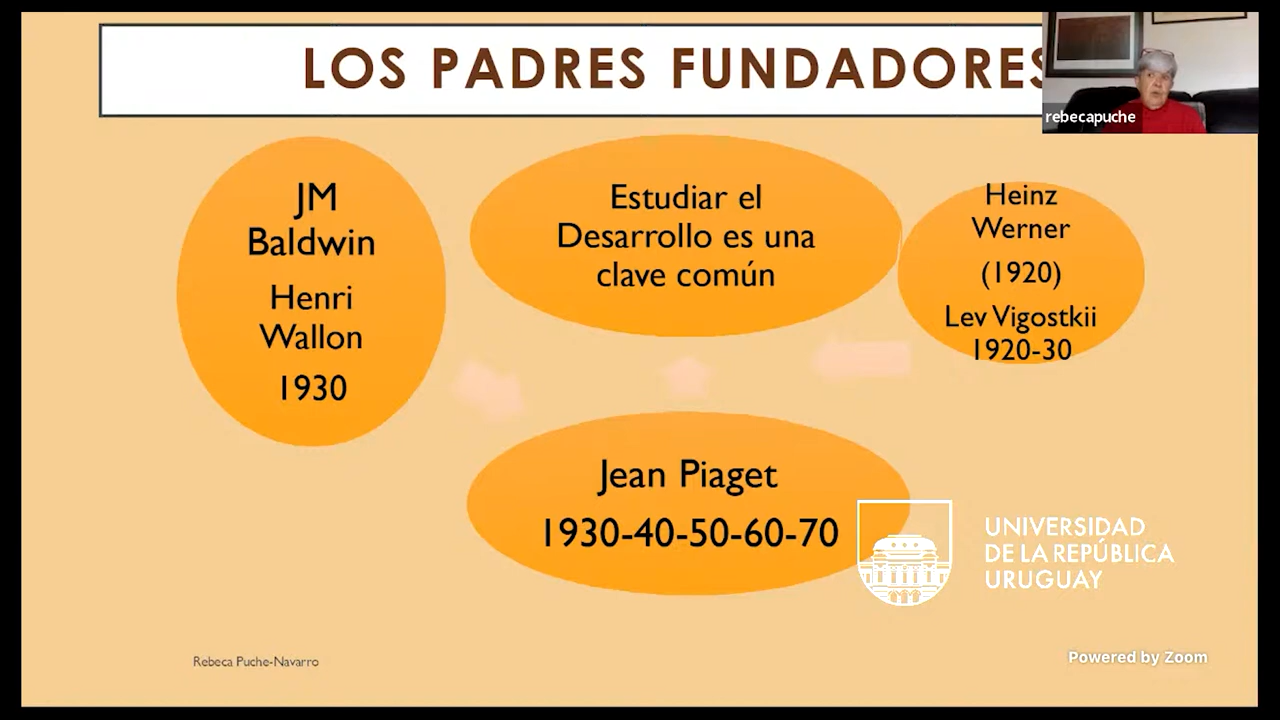 LOS PADRES FUNDADORES
rebecapuche
JM
Baldwin
Henri
Wallon
1930
Estudiar el
Desarrollo es una
clave común
Heinz
Werner
(1920)
Lev Vigostkii
1920-30
Jean Piaget
1930-40-50-60-70
UNIVERSIDAD
DE LA REPÚBLICA
URUGUAY
Rebeca Puche-Navarro
Powered by Zoom